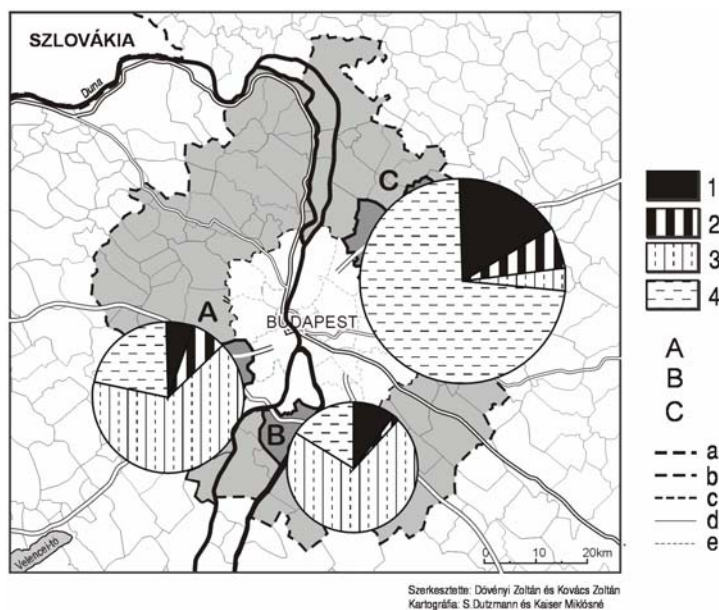 SZLOVÁKIA
Duna
C
A
BUDAPEST
B
Velencei-tó
0 10 20km
1
2
3
4
A
B
C
a
b
c
d
e
Szerkesztette: Dövényi Zoltán és Kovács Zoltán
Kartográfia: S.Dutzmann és Kaiser Miklósné